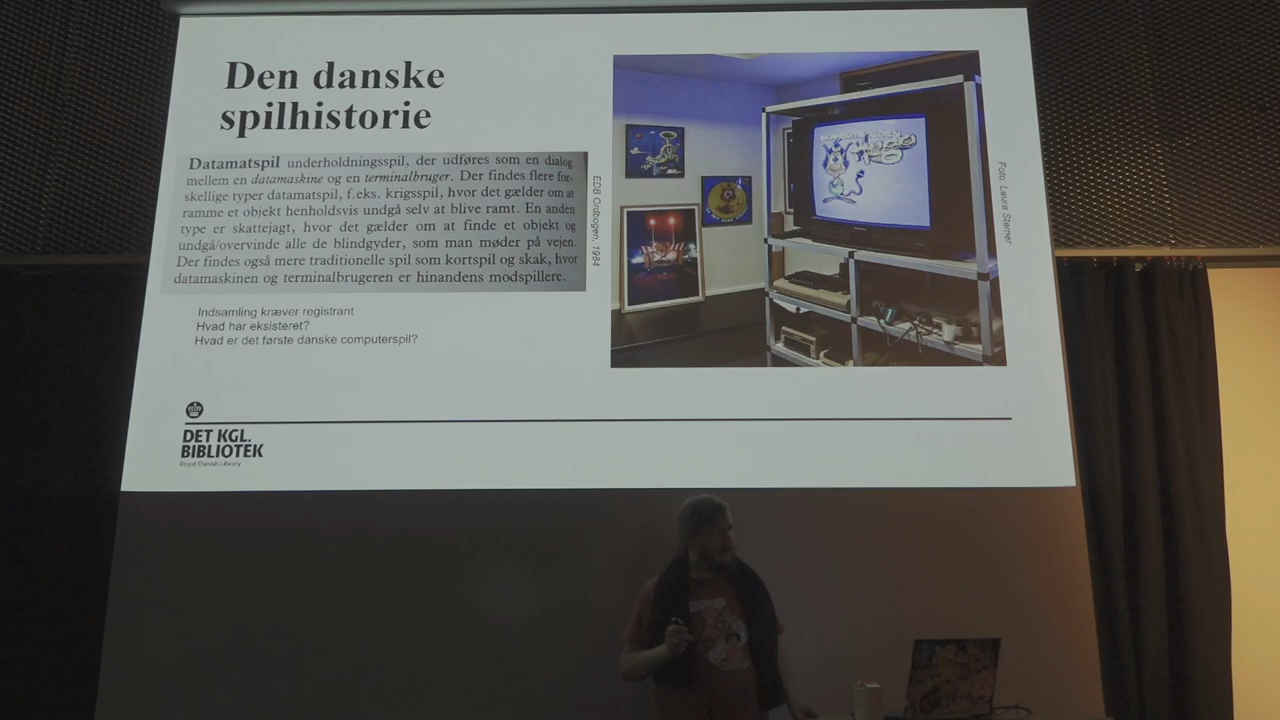 Den danske
spilhistorie
Datamatspil underholdningsspil, der udføres som en dialog
mellem en datamaskine og en terminalbruger. Der findes flere for-
skellige typer datamatspil, f.eks. krigsspil, hvor det gælder om at
ramme et objekt henholdsvis undgå selv at blive ramt. En anden
type er skattejagt, hvor det gælder om at finde et objekt og
undgå/overvinde alle de blindgyder, som man møder på vejen.
Der findes også mere traditionelle spil som kortspil og skak, hvor
datamaskinen og terminalbrugeren er hinandens modspillere.
EDB Ordbogen, 1984
Indsamling kræver registrant
Hvad har eksisteret?
Hvad er det første danske computerspil?
Hugo
Foto: Laura Stamer
DET KGL.
BIBLIOTEK
Royal Danish Library